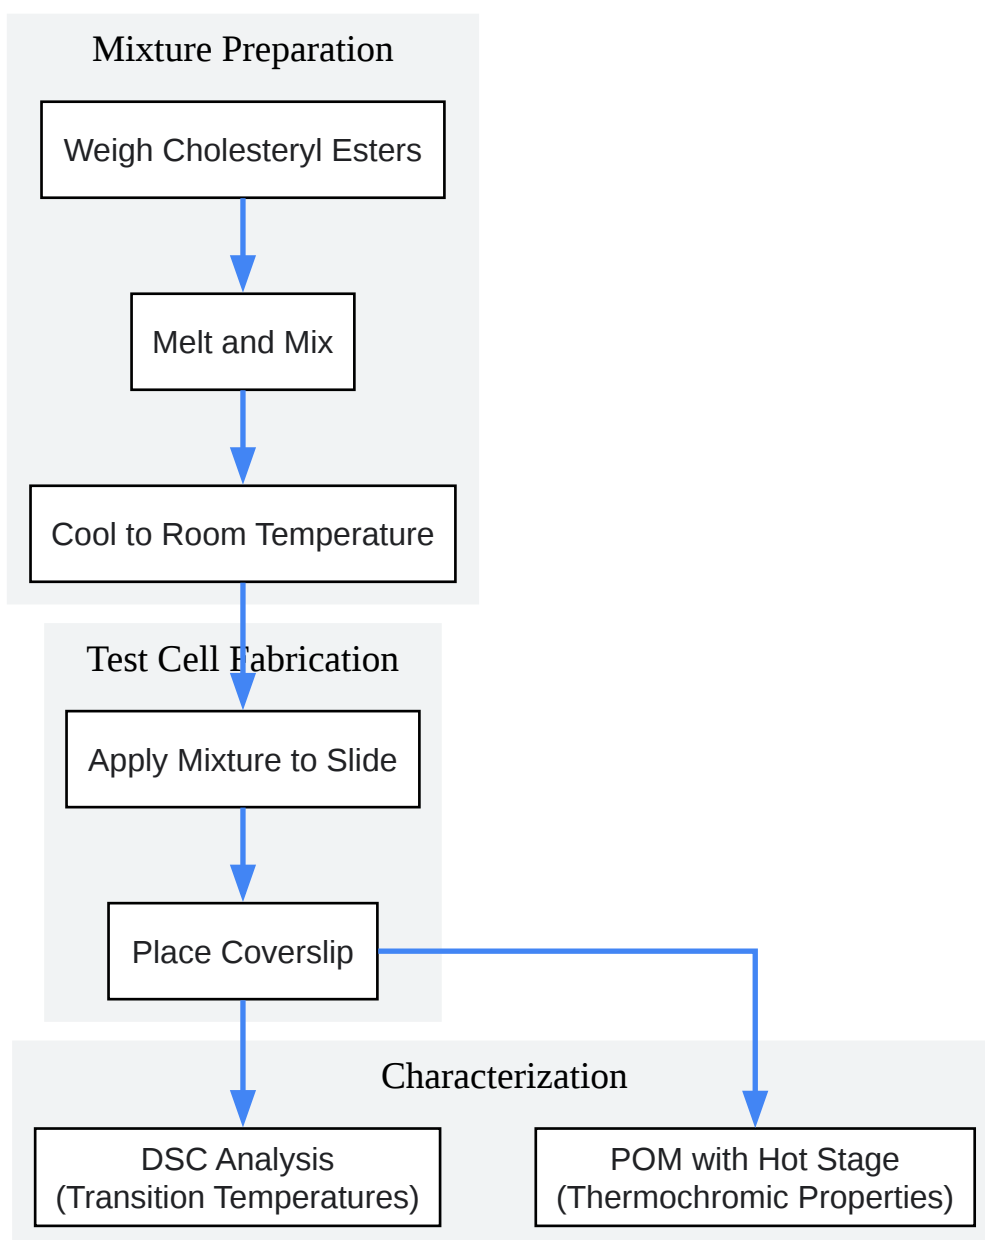 Mixture Preparation
Weigh Cholesteryl Esters
Melt and Mix
Cool to Room Temperature
Test Cell Fabrication
Apply Mixture to Slide
Place Coverslip
Characterization
DSC Analysis
(Transition Temperatures)
POM with Hot Stage
(Thermochromic Properties)